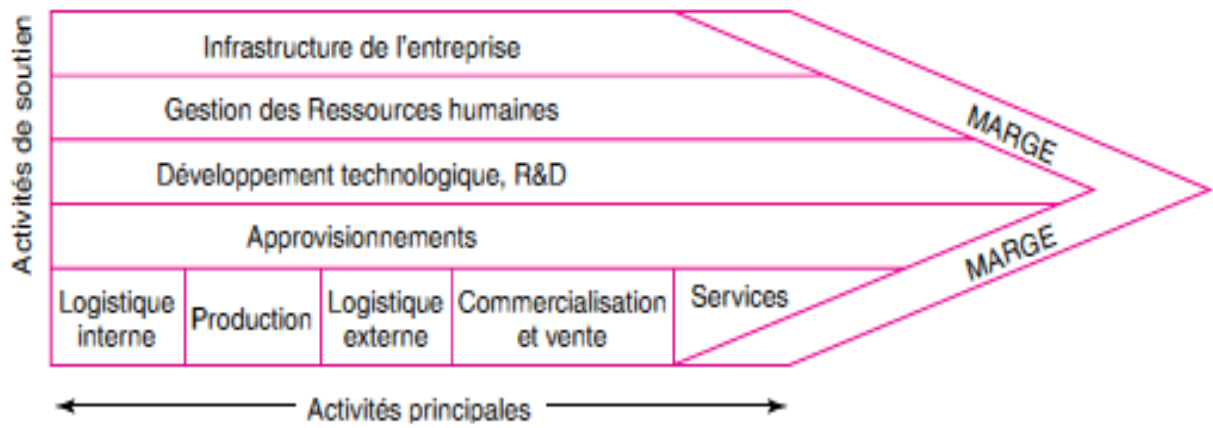 Activités de soutien
Infrastructure de l'entreprise
Gestion des Ressources humaines
Développement technologique, R&D
Approvisionnements
MARGE
MARGE
Logistique
interne
Production
Logistique
externe
Commercialisation
et vente
Services
Activités principales